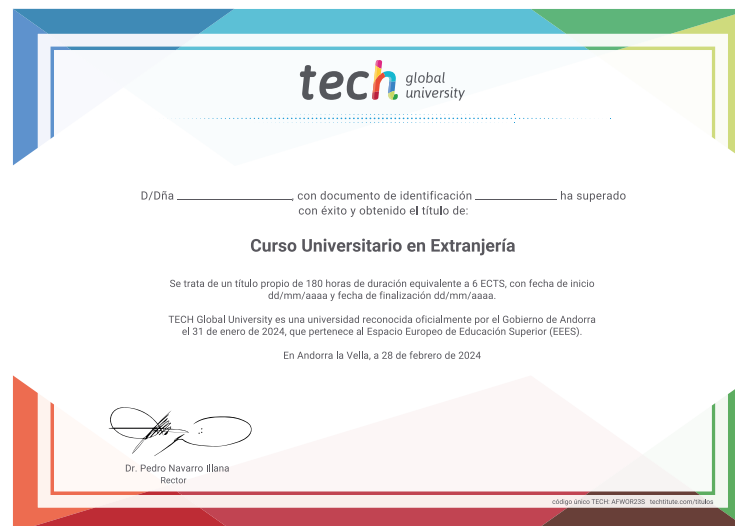 tech global university
D/Dña ____________________, con documento de identificación ______________ ha superado
con éxito y obtenido el título de:
Curso Universitario en Extranjería
Se trata de un título propio de 180 horas de duración equivalente a 6 ECTS, con fecha de inicio
dd/mm/aaaa y fecha de finalización dd/mm/aaaa.
TECH Global University es una universidad reconocida oficialmente por el Gobierno de Andorra
el 31 de enero de 2024, que pertenece al Espacio Europeo de Educación Superior (EEES).
En Andorra la Vella, a 28 de febrero de 2024
Dr. Pedro Navarro Illana
Rector
código único TECH: AFWOR23S techtitute.com/titulos